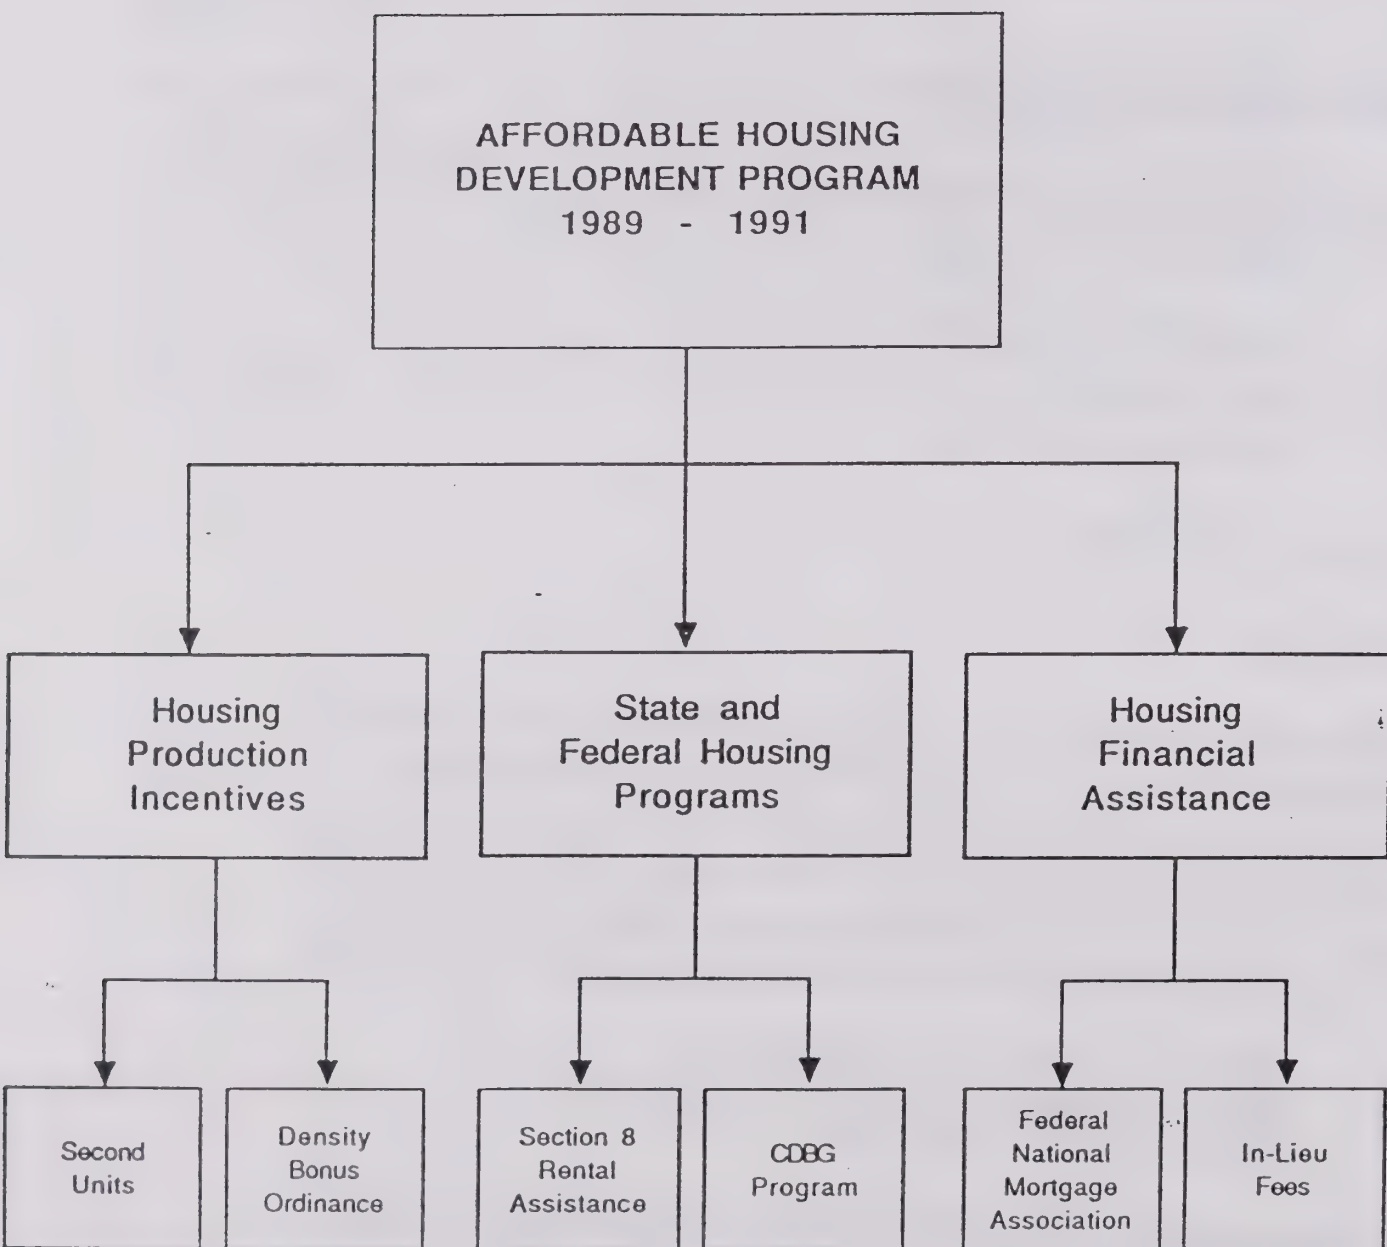 AFFORDABLE HOUSING
DEVELOPMENT PROGRAM
1989 - 1991
Housing
Production
Incentives
State and
Federal Housing
Programs
Housing
Financial
Assistance
Second
Units
Density
Bonus
Ordinance
Section 8
Rental
Assistance
CDBG
Program
Federal
National
Mortgage
Association
In-Lieu
Fees